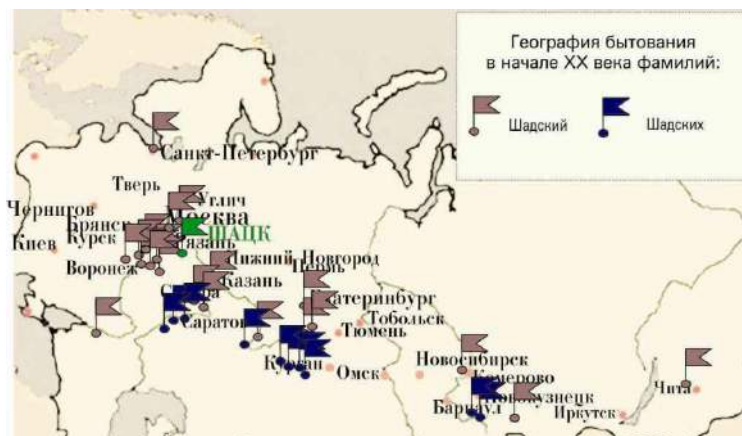 География бытования
в начале XX века фамилий:
Шадский
Шадских
Санкт-Петербург
Тверь
Углич
Чернигов
Москва
Брянск
ШАЦК
Киев
Курск
Рязань
Воронеж
Нижний Новгород
Пермь
Казань
Екатеринбург
Саратов
Тобольск
Тюмень
Курган
Омск
Новосибирск
Кемерово
Новокузнецк
Барнаул
Иркутск
Чита